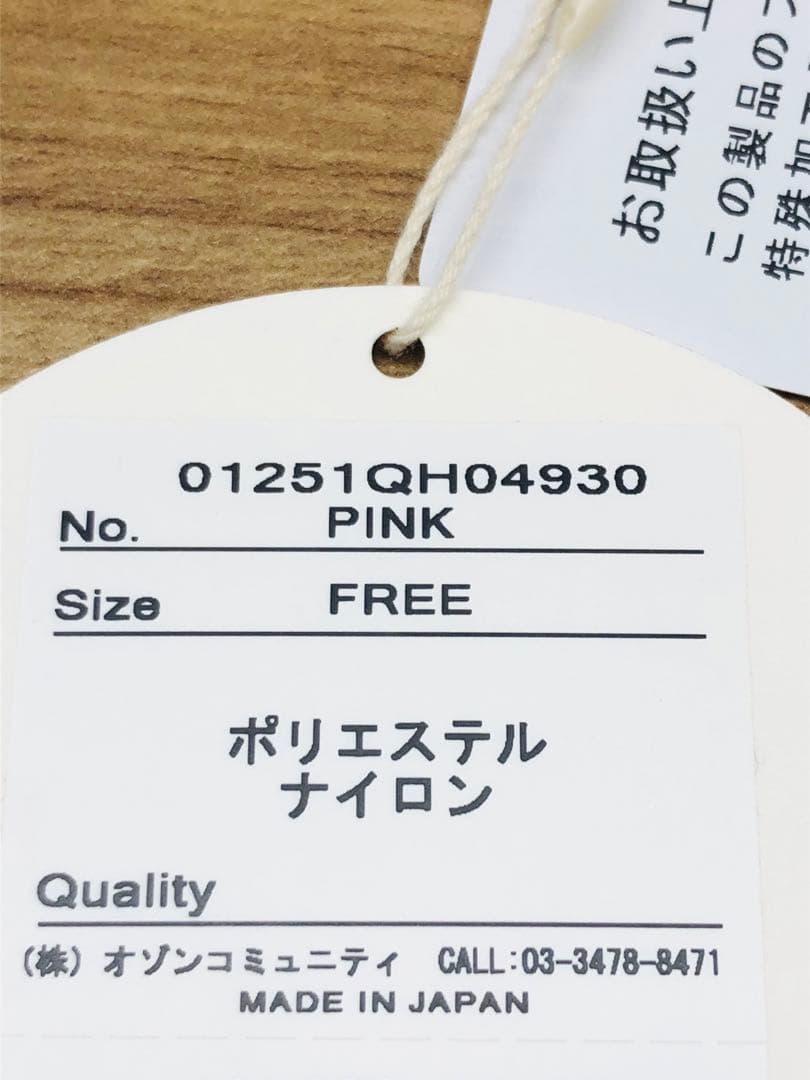 お取扱い上
この製品の
特殊加工
01251QH04930
No. PINK
Size FREE
ポリエステル
ナイロン
Quality
(株) オゾンコミュニティ CALL:03-3478-8471
MADE IN JAPAN